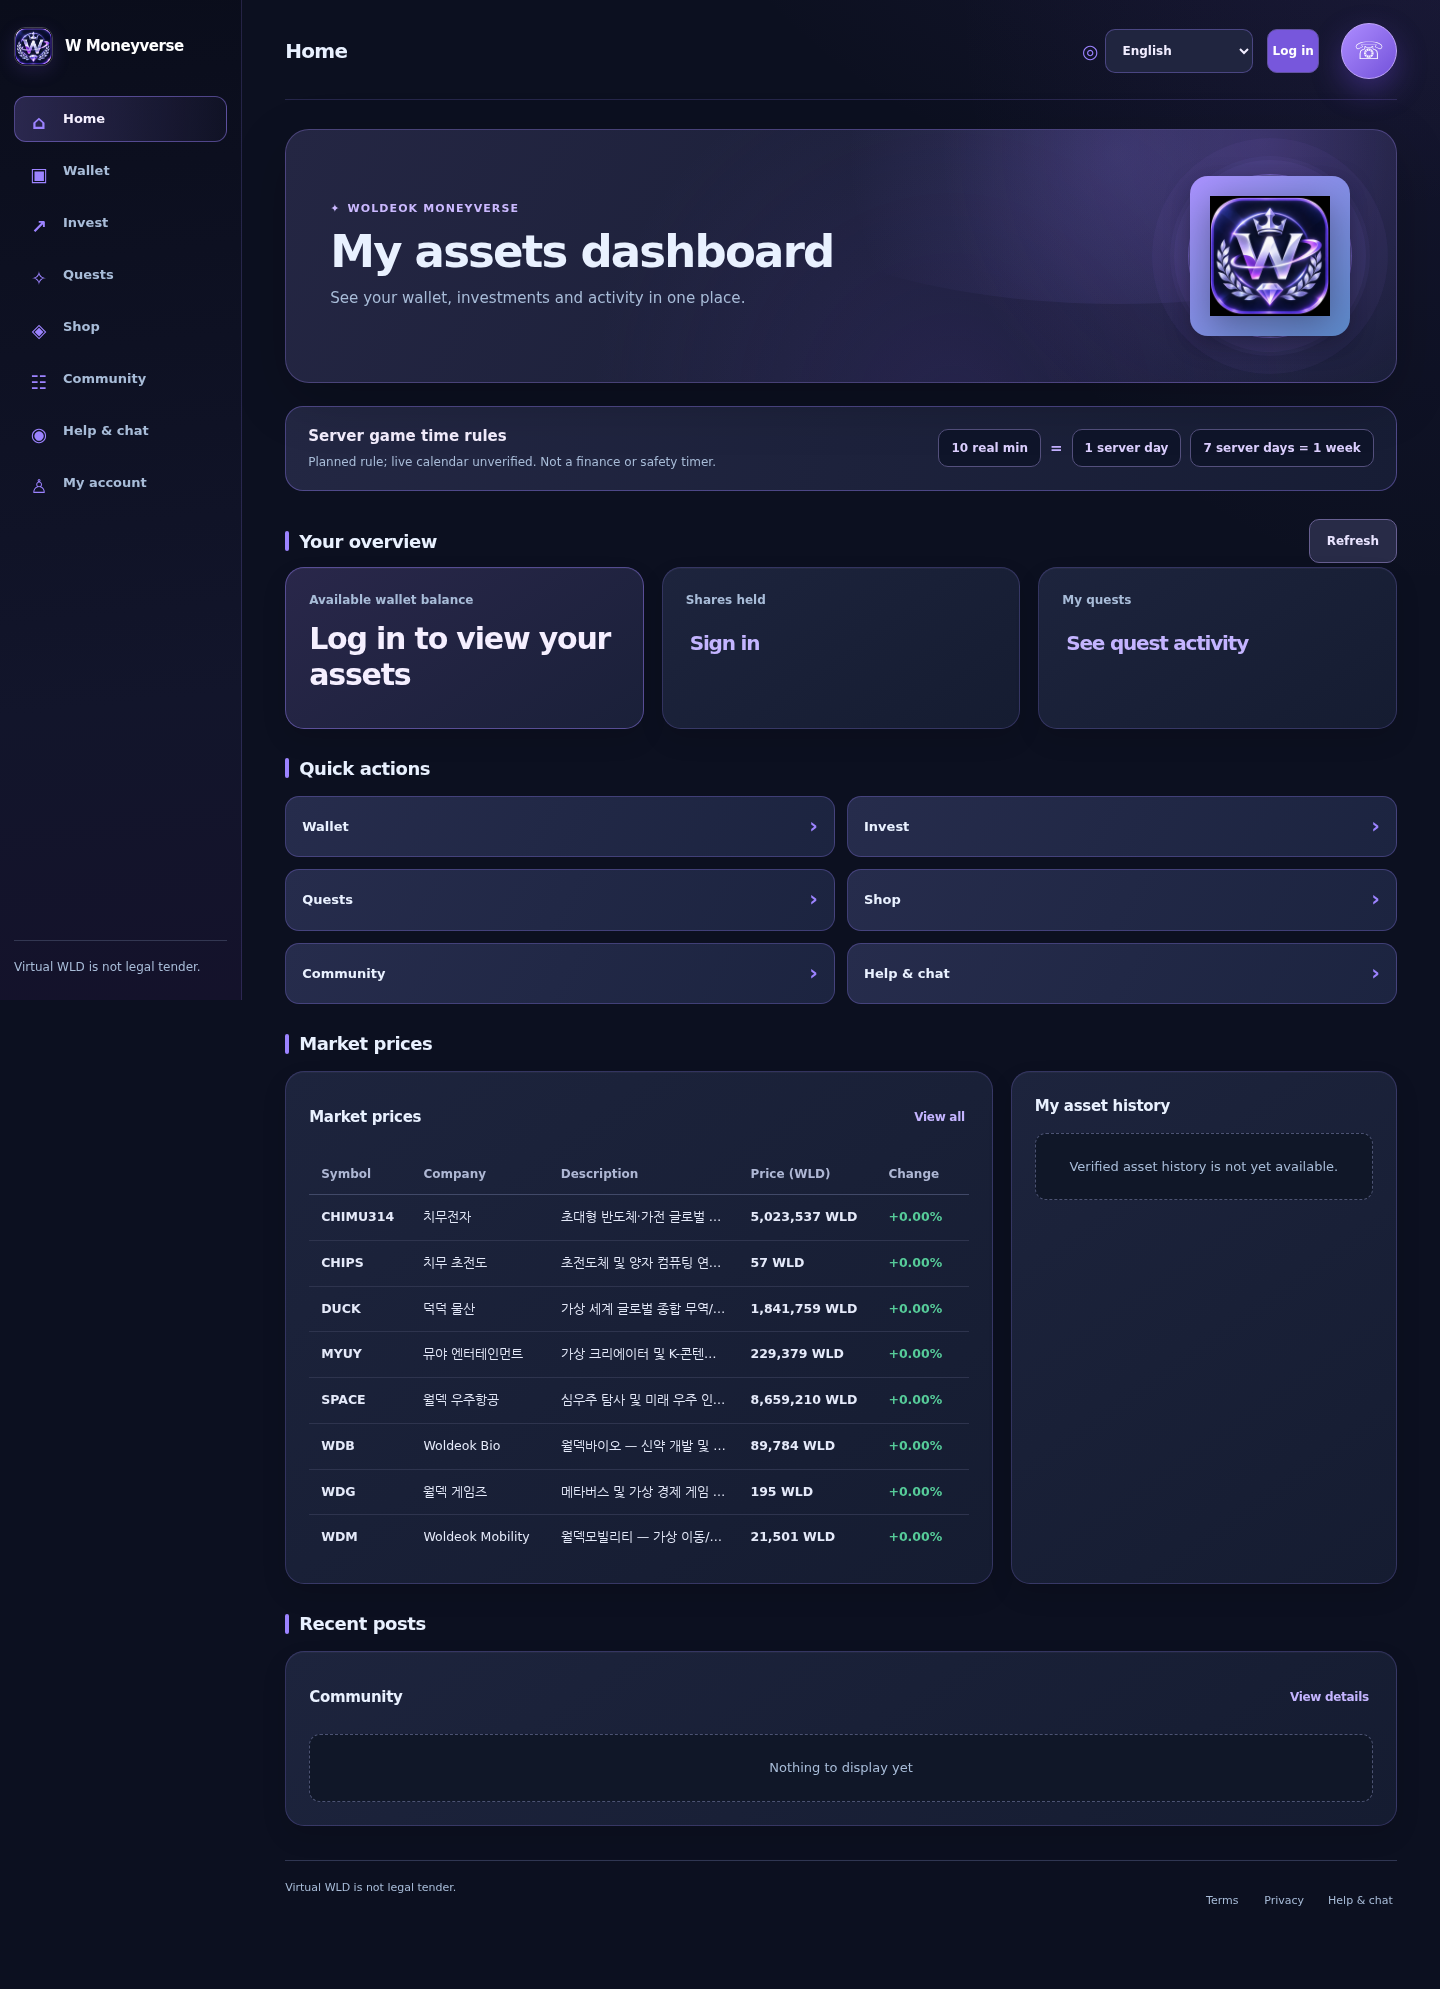 W Moneyverse
Home
Wallet
Invest
Quests
Shop
Community
Help & chat
My account
Virtual WLD is not legal tender.
Home
English
Log in
WOLDEOK MONEYVERSE
My assets dashboard
See your wallet, investments and activity in one place.
W
Server game time rules
Planned rule; live calendar unverified. Not a finance or safety timer.
10 real min = 1 server day 7 server days = 1 week
Your overview
Refresh
Available wallet balance
Log in to view your
assets
Shares held
Sign in
My quests
See quest activity
Quick actions
Wallet
Invest
Quests
Shop
Community
Help & chat
Market prices
Market prices
View all
Symbol Company Description Price (WLD) Change
CHIMU314 치무전자 초대형 반도체·가전 글로벌 ... 5,023,537 WLD +0.00%
CHIPS 치무 초전도 초전도체 및 양자 컴퓨팅 연... 57 WLD +0.00%
DUCK 덕덕 물산 가상 세계 글로벌 종합 무역/... 1,841,759 WLD +0.00%
MYUY 뮤야 엔터테인먼트 가상 크리에이터 및 K-콘텐... 229,379 WLD +0.00%
SPACE 월덱 우주항공 심우주 탐사 및 미래 우주 인... 8,659,210 WLD +0.00%
WDB Woldeok Bio 월덱바이오 — 신약 개발 및 ... 89,784 WLD +0.00%
WDG 월덱 게임즈 메타버스 및 가상 경제 게임 ... 195 WLD +0.00%
WDM Woldeok Mobility 월덱모빌리티 — 가상 이동/... 21,501 WLD +0.00%
My asset history
Verified asset history is not yet available.
Recent posts
Community
View details
Nothing to display yet
Virtual WLD is not legal tender.
Terms Privacy Help & chat